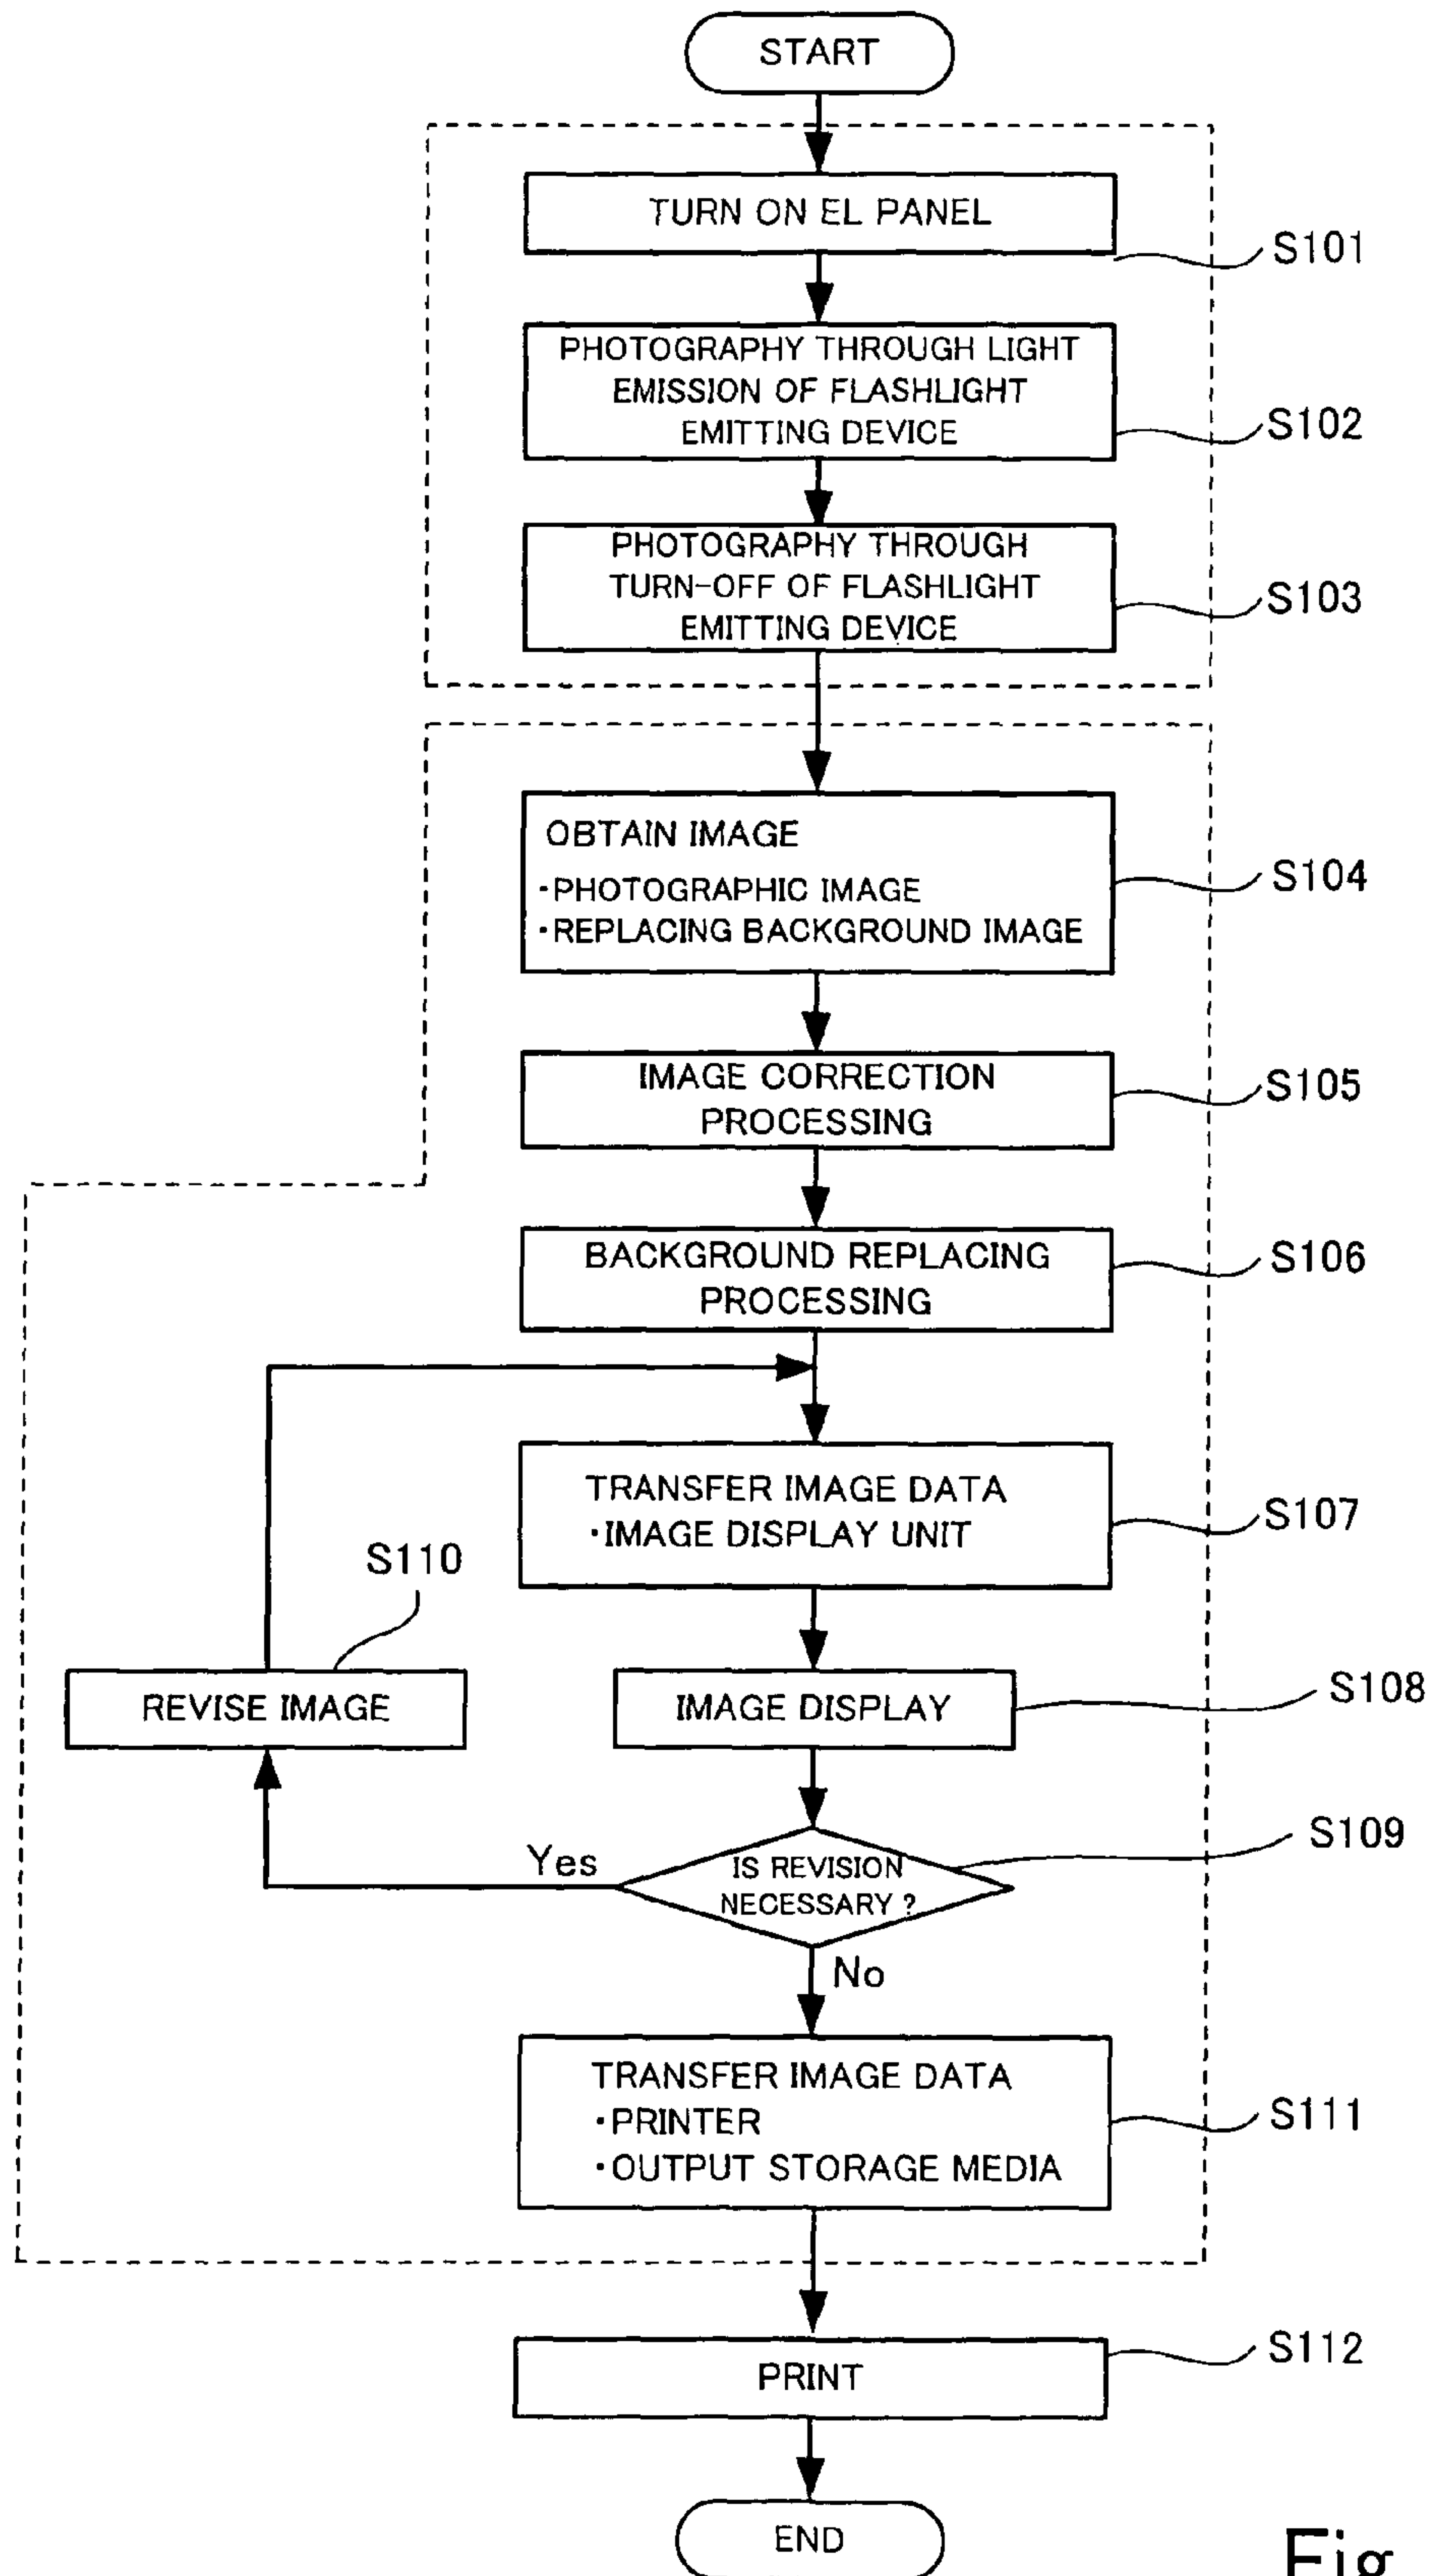 START
TURN ON EL PANEL
S101
PHOTOGRAPHY THROUGH LIGHT
EMISSION OF FLASHLIGHT
EMITTING DEVICE
S102
PHOTOGRAPHY THROUGH
TURN-OFF OF FLASHLIGHT
EMITTING DEVICE
S103
OBTAIN IMAGE
・PHOTOGRAPHIC IMAGE
・REPLACING BACKGROUND IMAGE
S104
IMAGE CORRECTION
PROCESSING
S105
BACKGROUND REPLACING
PROCESSING
S106
TRANSFER IMAGE DATA
・IMAGE DISPLAY UNIT
S107
S110
REVISE IMAGE
IMAGE DISPLAY
S108
IS REVISION
NECESSARY ?
S109
Yes
No
TRANSFER IMAGE DATA
・PRINTER
・OUTPUT STORAGE MEDIA
S111
PRINT
S112
END
Fig